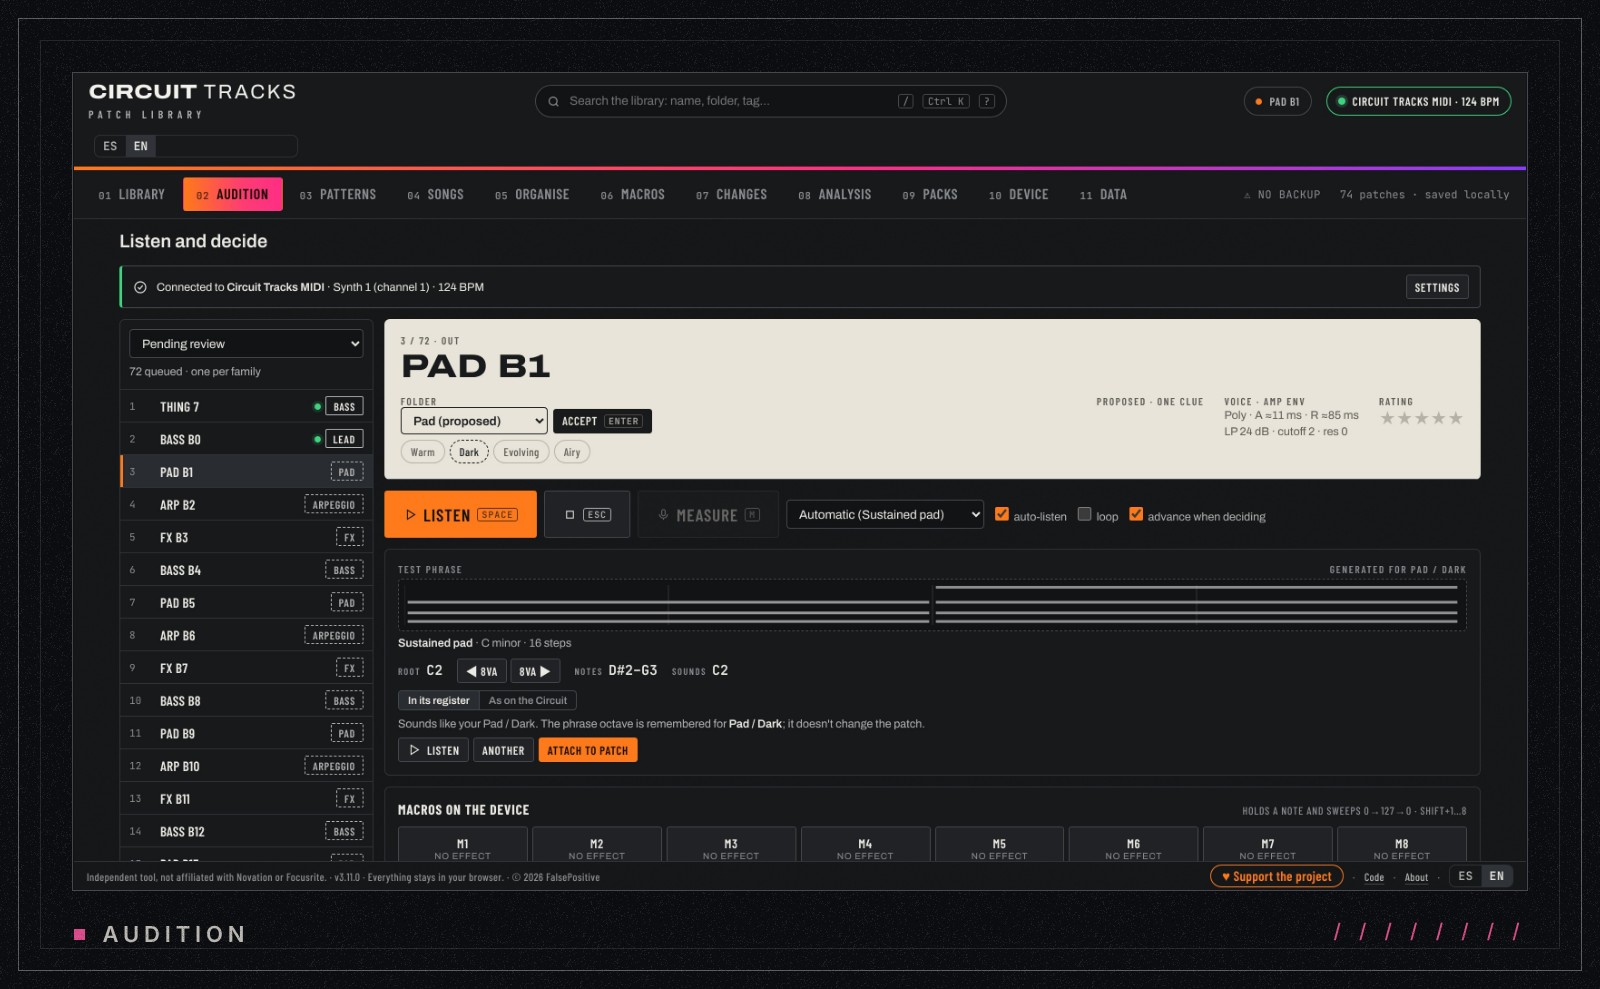 CIRCUIT TRACKS
PATCH LIBRARY
Search the library: name, folder, tag... / Ctrl K ?
PAD B1
CIRCUIT TRACKS MIDI · 124 BPM
ES EN
01 LIBRARY 02 AUDITION 03 PATTERNS 04 SONGS 05 ORGANISE 06 MACROS 07 CHANGES 08 ANALYSIS 09 PACKS 10 DEVICE 11 DATA
⚠ NO BACKUP 74 patches · saved locally
Listen and decide
Connected to Circuit Tracks MIDI · Synth 1 (channel 1) · 124 BPM
SETTINGS
Pending review
72 queued · one per family
1 THING 7 BASS
2 BASS B0 LEAD
3 PAD B1 PAD
4 ARP B2 ARPEGGIO
5 FX B3 FX
6 BASS B4 BASS
7 PAD B5 PAD
8 ARP B6 ARPEGGIO
9 FX B7 FX
10 BASS B8 BASS
11 PAD B9 PAD
12 ARP B10 ARPEGGIO
13 FX B11 FX
14 BASS B12 BASS
3 / 72 · OUT
PAD B1
FOLDER
Pad (proposed) ACCEPT ENTER
Warm Dark Evolving Airy
PROPOSED · ONE CLUE
VOICE · AMP ENV
Poly · A ≈11 ms · R ≈85 ms
LP 24 dB · cutoff 2 · res 0
RATING
★★★★★
▷ LISTEN SPACE
ESC
MEASURE M
Automatic (Sustained pad)
auto-listen loop advance when deciding
TEST PHRASE GENERATED FOR PAD / DARK
Sustained pad · C minor · 16 steps
ROOT C2 ◀ 8VA 8VA ▶ NOTES D#2–G3 SOUNDS C2
In its register As on the Circuit
Sounds like your Pad / Dark. The phrase octave is remembered for Pad / Dark; it doesn't change the patch.
▷ LISTEN ANOTHER ATTACH TO PATCH
MACROS ON THE DEVICE HOLDS A NOTE AND SWEEPS 0→127→0 · SHIFT+1…8
M1 M2 M3 M4 M5 M6 M7 M8
NO EFFECT NO EFFECT NO EFFECT NO EFFECT NO EFFECT NO EFFECT NO EFFECT NO EFFECT
Independent tool, not affiliated with Novation or Focusrite. · v3.11.0 · Everything stays in your browser. · © 2026 FalsePositive
♥ Support the project · Code · About · ES EN
AUDITION
/ / / / / / / /